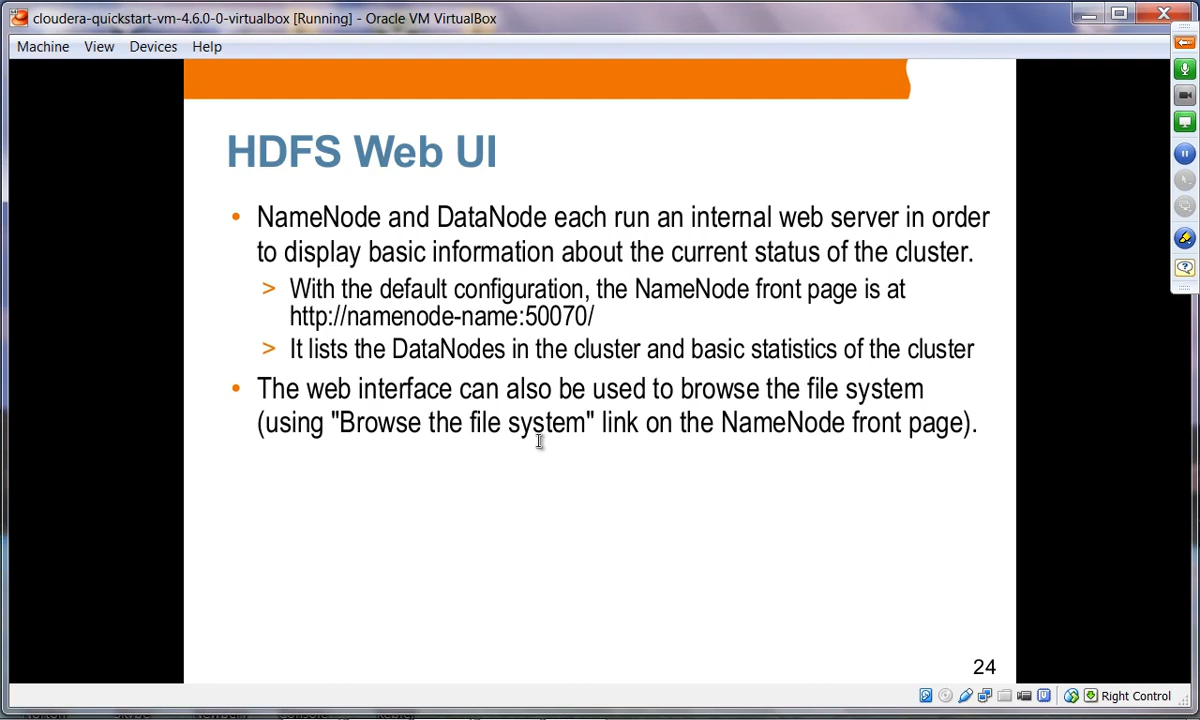 cloudera-quickstart-vm-4.6.0-0-virtualbox [Running] - Oracle VM VirtualBox
Machine View Devices Help
HDFS Web UI
• NameNode and DataNode each run an internal web server in order
to display basic information about the current status of the cluster.
> With the default configuration, the NameNode front page is at
http://namenode-name:50070/
> It lists the DataNodes in the cluster and basic statistics of the cluster
• The web interface can also be used to browse the file system
(using "Browse the file system" link on the NameNode front page).
24
Right Control